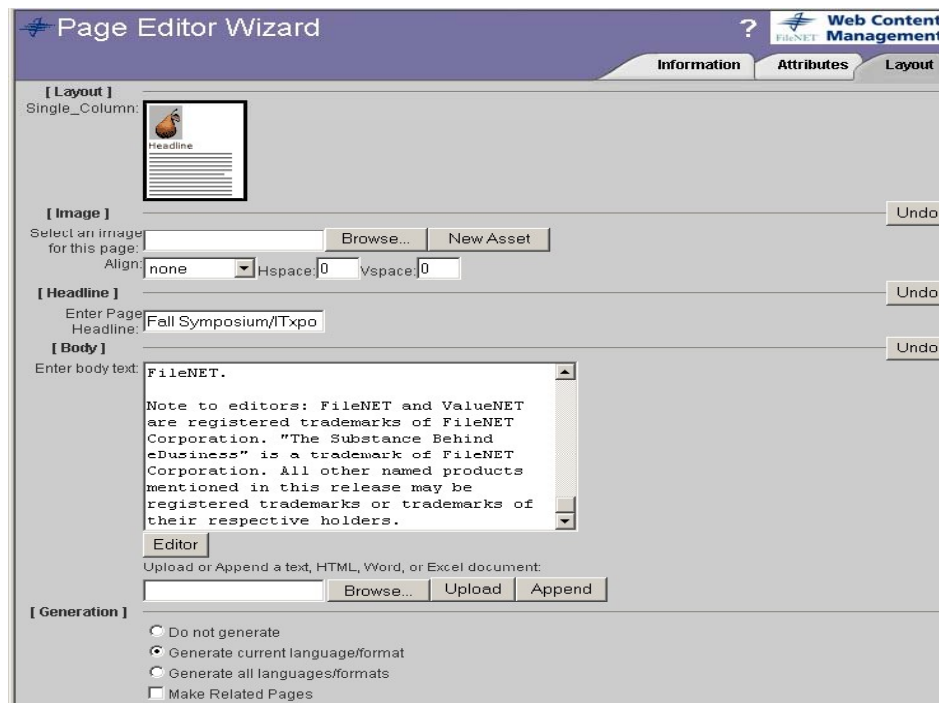 Page Editor Wizard
?
FileNET
Web Content
Management
Information
Attributes
Layout
[ Layout ]
Single_Column:
Headline
[ Image ]
Undo
Select an image
for this page:
Browse...
New Asset
Align:
none
Hspace:
0
Vspace:
0
[ Headline ]
Undo
Enter Page
Headline:
Fall Symposium/ITxpo
[ Body ]
Undo
Enter body text:
FileNET.
Note to editors: FileNET and ValueNET
are registered trademarks of FileNET
Corporation. "The Substance Behind
eBusiness" is a trademark of FileNET
Corporation. All other named products
mentioned in this release may be
registered trademarks or trademarks of
their respective holders.
Editor
Upload or Append a text, HTML, Word, or Excel document:
Browse...
Upload
Append
[ Generation ]
Do not generate
Generate current language/format
Generate all languages/formats
Make Related Pages